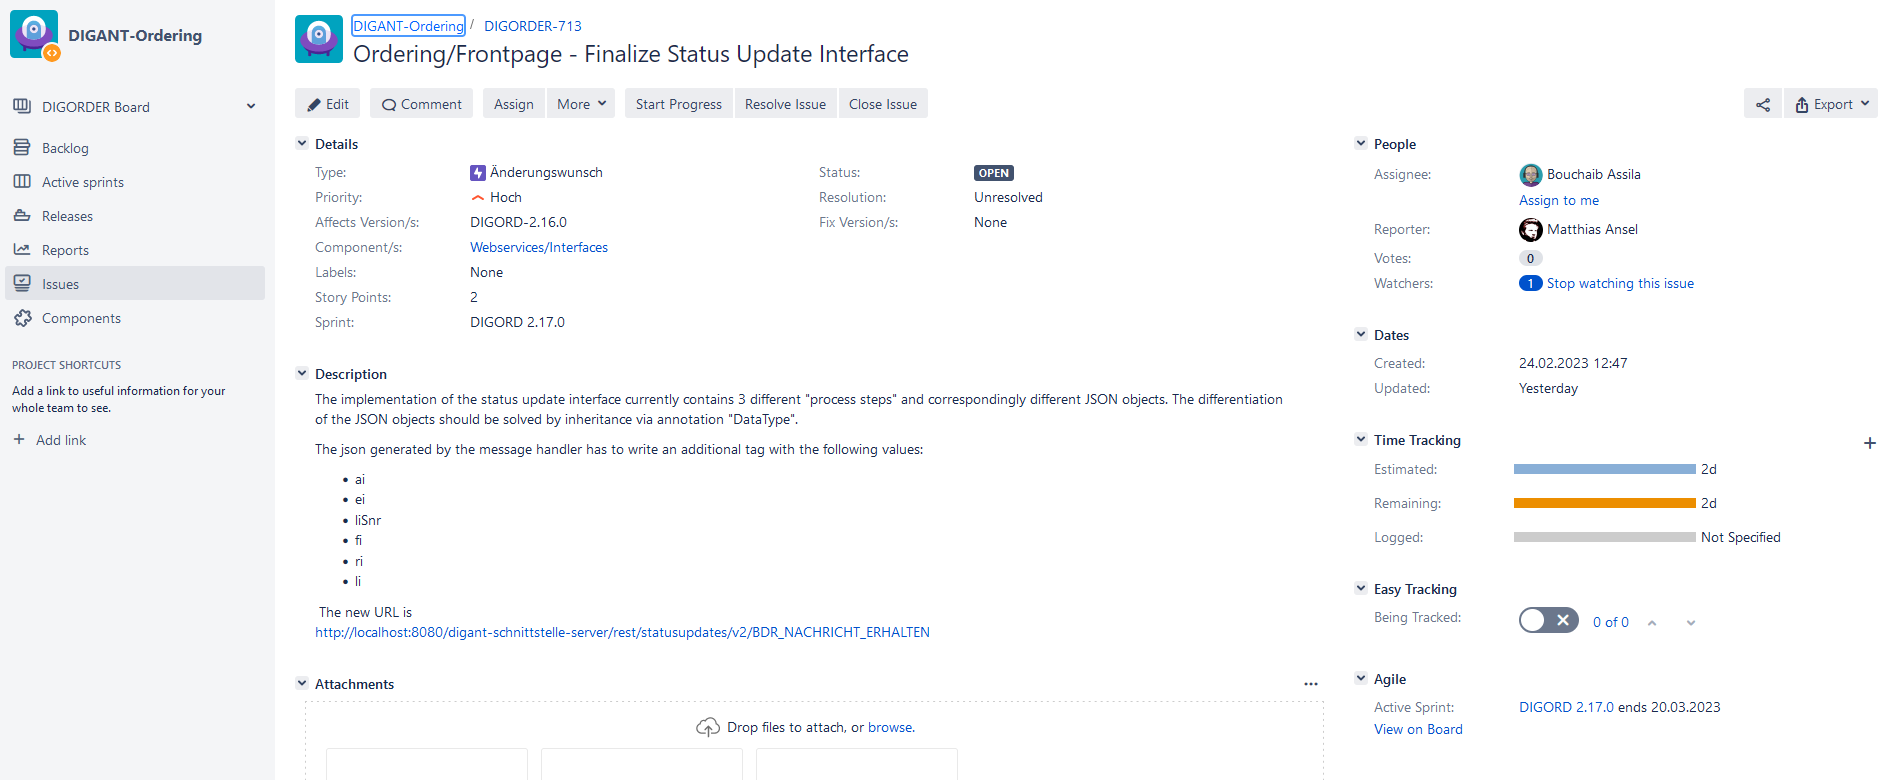 DIGANT-Ordering
DIGORDER Board
Backlog
Active sprints
Releases
Reports
Issues
Components
PROJECT SHORTCUTS
Add a link to useful information for your
whole team to see.
+ Add link
DIGANT-Ordering / DIGORDER-713
Ordering/Frontpage - Finalize Status Update Interface
Edit Comment Assign More Start Progress Resolve Issue Close Issue Export
Details
Type: Änderungswunsch
Priority: Hoch
Affects Version/s: DIGORD-2.16.0
Component/s: Webservices/Interfaces
Labels: None
Story Points: 2
Sprint: DIGORD 2.17.0
Status: OPEN
Resolution: Unresolved
Fix Version/s: None
Description
The implementation of the status update interface currently contains 3 different "process steps" and correspondingly different JSON objects. The differentiation
of the JSON objects should be solved by inheritance via annotation "DataType".
The json generated by the message handler has to write an additional tag with the following values:
• ai
• ei
• liSnr
• fi
• ri
• li
The new URL is
http://localhost:8080/digant-schnittstelle-server/rest/statusupdates/v2/BDR_NACHRICHT_ERHALTEN
Attachments
Drop files to attach, or browse.
People
Assignee: Bouchaib Assila
Assign to me
Reporter: Matthias Ansel
Votes: 0
Watchers: 1 Stop watching this issue
Dates
Created: 24.02.2023 12:47
Updated: Yesterday
Time Tracking
Estimated: 2d
Remaining: 2d
Logged: Not Specified
Easy Tracking
Being Tracked: 0 of 0
Agile
Active Sprint: DIGORD 2.17.0 ends 20.03.2023
View on Board